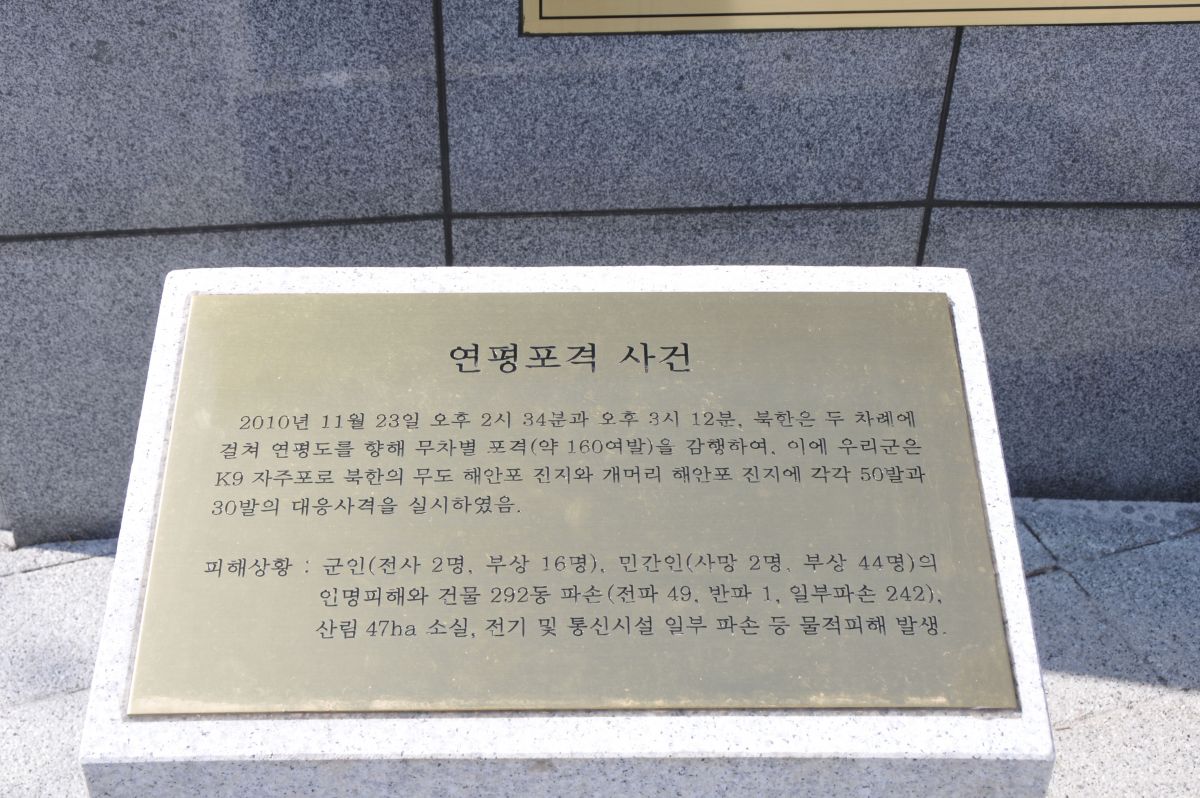 연평포격 사건
2010년 11월 23일 오후 2시 34분과 오후 3시 12분, 북한은 두 차례에
걸쳐 연평도를 향해 무차별 포격(약 160여발)을 감행하여, 이에 우리군은
K9 자주포로 북한의 무도 해안포 진지와 개머리 해안포 진지에 각각 50발과
30발의 대응사격을 실시하였음.
피해상황 : 군인(전사 2명, 부상 16명), 민간인(사망 2명, 부상 44명)의
인명피해와 건물 292동 파손(전파 49, 반파 1, 일부파손 242),
산림 47ha 소실, 전기 및 통신시설 일부 파손 등 물적피해 발생.